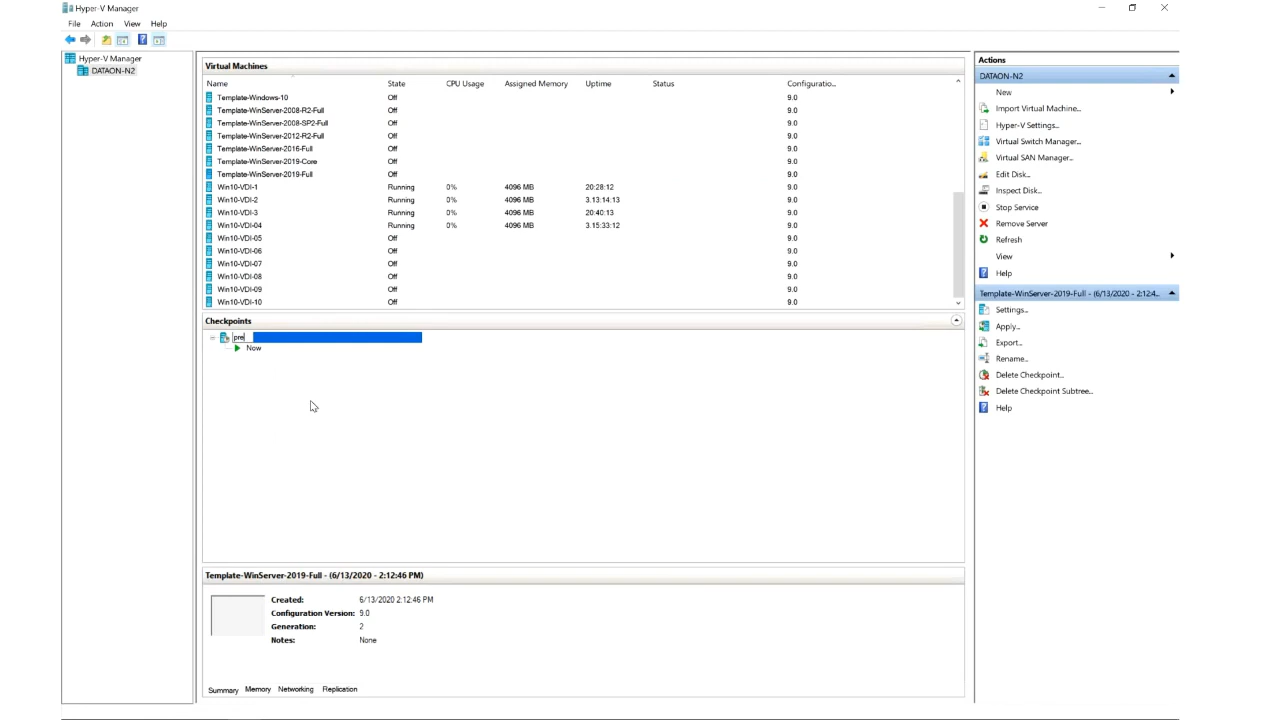 Hyper-V Manager
File Action View Help
Hyper-V Manager
DATAON-N2
Virtual Machines
Name State CPU Usage Assigned Memory Uptime Status Configuratio...
Template-Windows-10 Off 9.0
Template-WinServer-2008-R2-Full Off 9.0
Template-WinServer-2008-SP2-Full Off 9.0
Template-WinServer-2012-R2-Full Off 9.0
Template-WinServer-2016-Full Off 9.0
Template-WinServer-2019-Core Off 9.0
Template-WinServer-2019-Full Off 9.0
Win10-VDI-1 Running 0% 4096 MB 20:28:12 9.0
Win10-VDI-2 Running 0% 4096 MB 3.13:14:13 9.0
Win10-VDI-3 Running 0% 4096 MB 20:40:13 9.0
Win10-VDI-04 Running 0% 4096 MB 3.15:33:12 9.0
Win10-VDI-05 Off 9.0
Win10-VDI-06 Off 9.0
Win10-VDI-07 Off 9.0
Win10-VDI-08 Off 9.0
Win10-VDI-09 Off 9.0
Win10-VDI-10 Off 9.0
Checkpoints
pre
Now
Template-WinServer-2019-Full - (6/13/2020 - 2:12:46 PM)
Created: 6/13/2020 2:12:46 PM
Configuration Version: 9.0
Generation: 2
Notes: None
Summary Memory Networking Replication
Actions
DATAON-N2
New
Import Virtual Machine...
Hyper-V Settings...
Virtual Switch Manager...
Virtual SAN Manager...
Edit Disk...
Inspect Disk...
Stop Service
Remove Server
Refresh
View
Help
Template-WinServer-2019-Full - (6/13/2020 - 2:12:4...
Settings...
Apply...
Export...
Rename...
Delete Checkpoint...
Delete Checkpoint Subtree...
Help